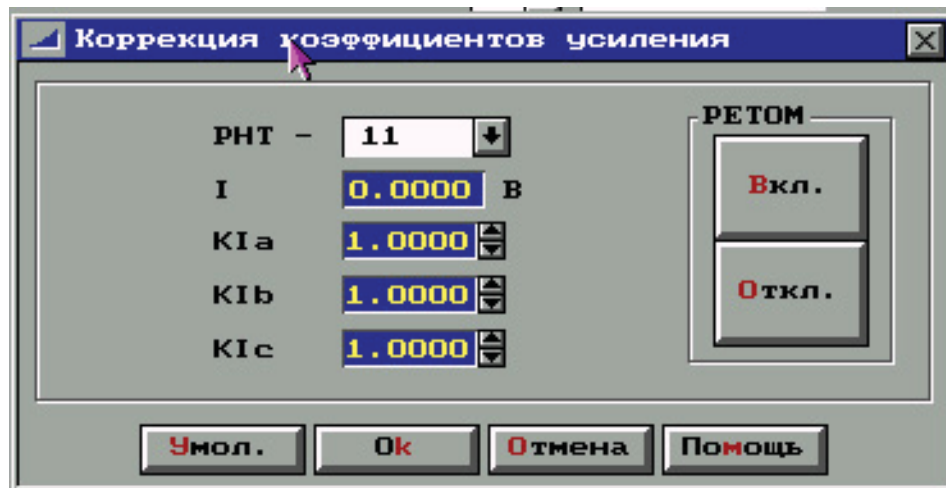 Коррекция коэффициентов усиления
РНТ - 11
I 0.0000 В
KIa 1.0000
KIb 1.0000
KIc 1.0000
РЕТОМ
Вкл.
Откл.
Умол. Ok Отмена Помощь